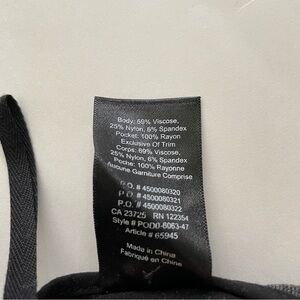 Body: 69% Viscose,
25% Nylon, 6% Spandex
Pocket: 100% Rayon
Exclusive Of Trim
Corps: 69% Viscose,
25% Nylon, 6% Spandex
Poche: 100% Rayonne
Aucune Garniture Comprise
P.O. # 4500080320
P.O. # 4500080321
P.O. # 4500080322
CA 23725 RN 122354
Style # POD0-6063-47
Article # 65945
Made in China
Fabriqué en Chine